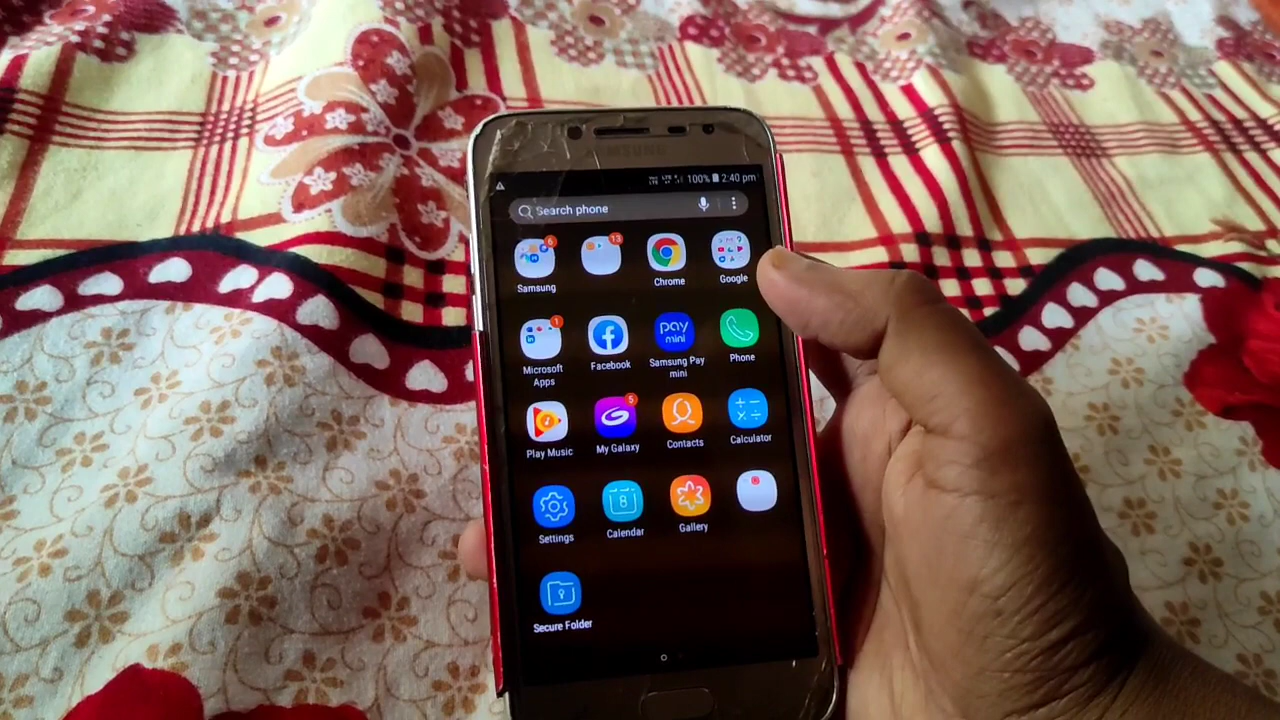 SAMSUNG
100% 2:40 pm
Search phone
6
13
Samsung
Chrome
Google
1
pay
mini
Microsoft
Apps
Facebook
Samsung Pay
mini
Phone
5
Play Music
My Galaxy
Contacts
Calculator
8
Settings
Calendar
Gallery
Secure Folder